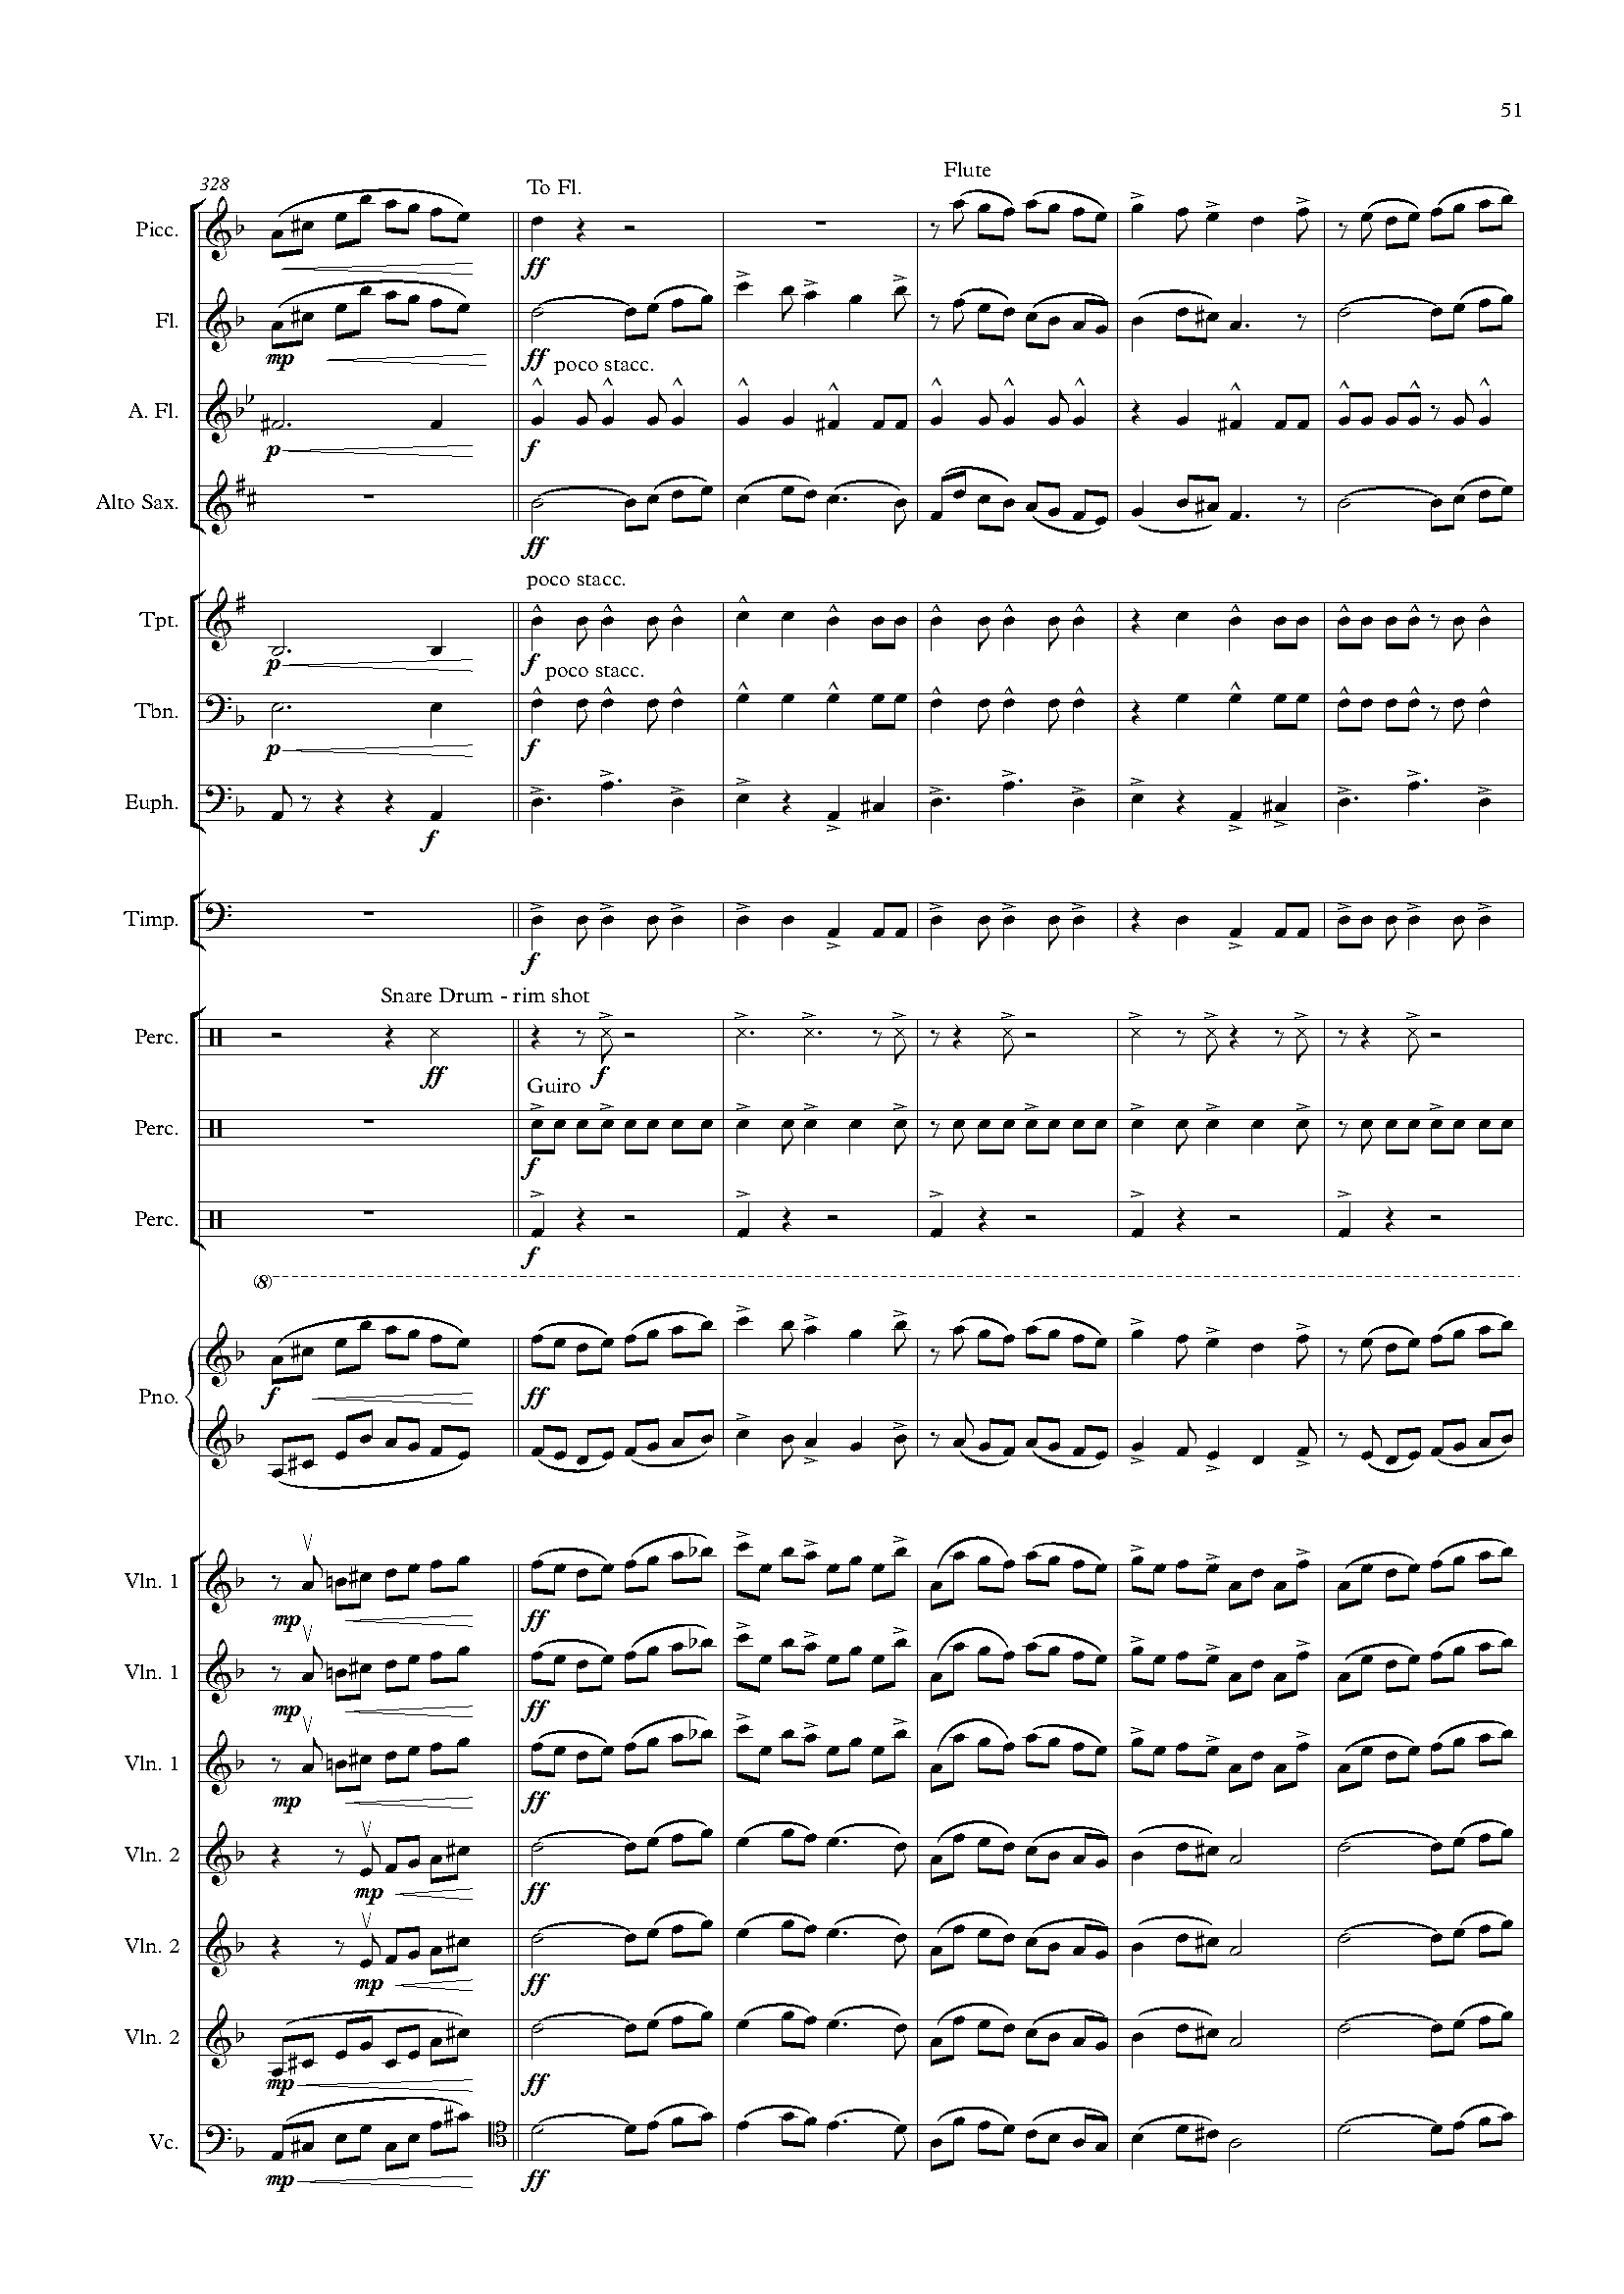 51
328
To Fl.
Flute
Picc.
ff
Fl.
mp
ff
poco stacc.
A. Fl.
p
f
Alto Sax.
ff
poco stacc.
Tpt.
p
f
poco stacc.
Tbn.
p
f
Euph.
f
Timp.
f
Snare Drum - rim shot
Perc.
ff
f
Guiro
Perc.
f
Perc.
f
(8)
Pno.
f
ff
Vln. 1
mp
ff
Vln. 1
mp
ff
Vln. 1
mp
ff
Vln. 2
mp
ff
Vln. 2
mp
ff
Vln. 2
mp
ff
Vc.
mp
ff